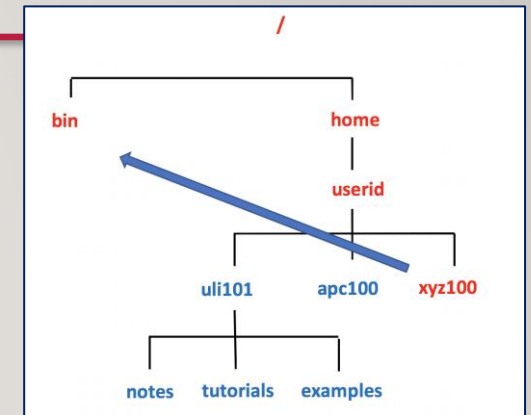 /
bin home
userid
uli101 apc100 xyz100
notes tutorials examples